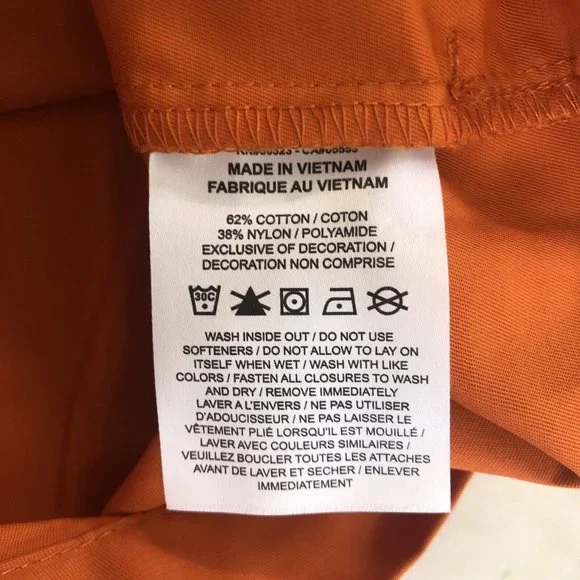 MADE IN VIETNAM
FABRIQUE AU VIETNAM
62% COTTON / COTON
38% NYLON / POLYAMIDE
EXCLUSIVE OF DECORATION /
DECORATION NON COMPRISE
30C
WASH INSIDE OUT / DO NOT USE
SOFTENERS / DO NOT ALLOW TO LAY ON
ITSELF WHEN WET / WASH WITH LIKE
COLORS / FASTEN ALL CLOSURES TO WASH
AND DRY / REMOVE IMMEDIATELY
LAVER A L'ENVERS / NE PAS UTILISER
D'ADOUCISSEUR / NE PAS LAISSER LE
VÊTEMENT PLIÉ LORSQU'IL EST MOUILLÉ /
LAVER AVEC COULEURS SIMILAIRES /
VEUILLEZ BOUCLER TOUTES LES ATTACHES
AVANT DE LAVER ET SECHER / ENLEVER
IMMEDIATEMENT